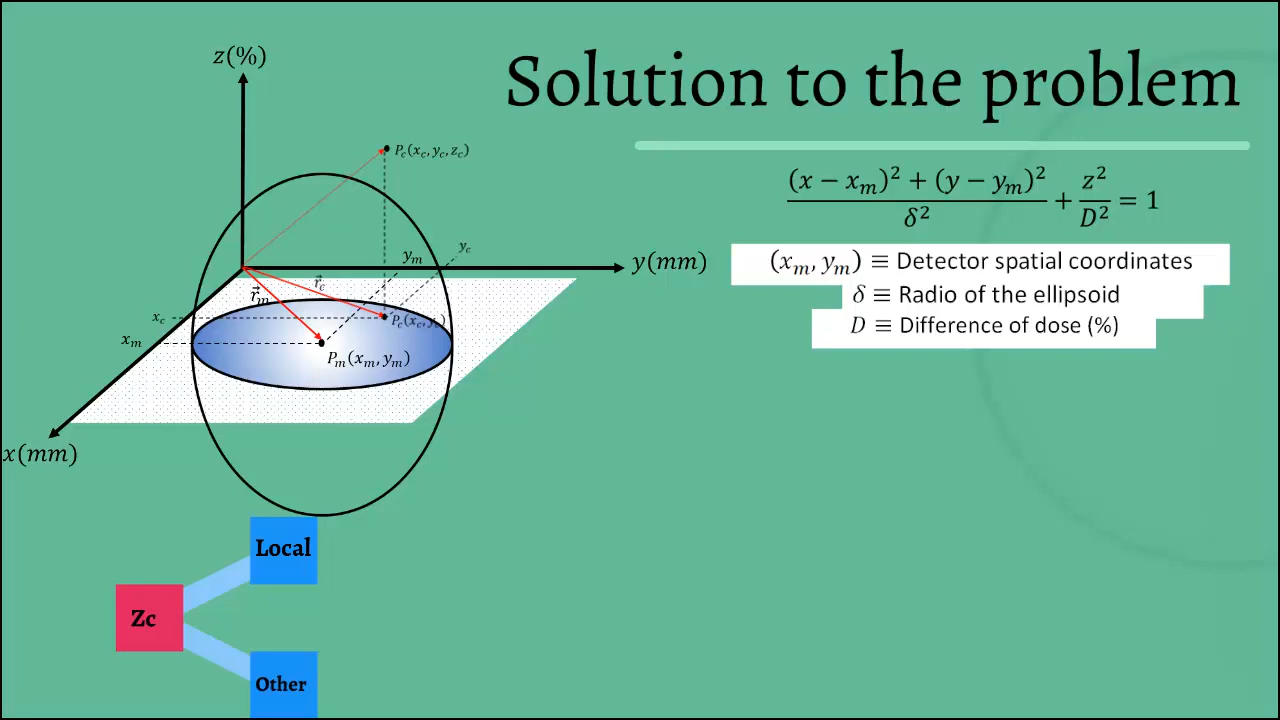 Solution to the problem
z(%)
P_c(x_c, y_c, z_c)
y_c
y_m
y(mm)
r⃗_c
r⃗_m
x_c
P_c(x_c, y_c)
x_m
P_m(x_m, y_m)
x(mm)
(x − x_m)² + (y − y_m)² / δ² + z² / D² = 1
(x_m, y_m) ≡ Detector spatial coordinates
δ ≡ Radio of the ellipsoid
D ≡ Difference of dose (%)
Local
Zc
Other